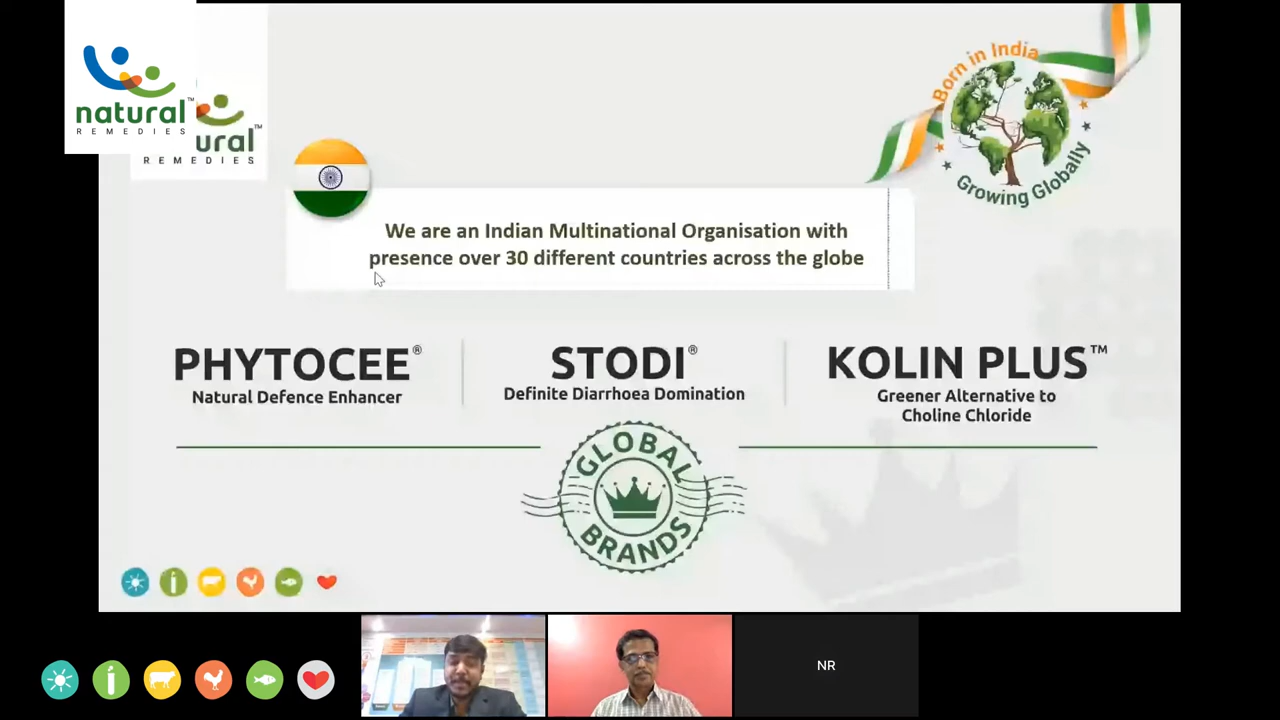 natural™
REMEDIES
ural™
REMEDIES
Born in India
Growing Globally
We are an Indian Multinational Organisation with
presence over 30 different countries across the globe
PHYTOCEE®
Natural Defence Enhancer
STODI®
Definite Diarrhoea Domination
KOLIN PLUS™
Greener Alternative to
Choline Chloride
GLOBAL
BRANDS
NR